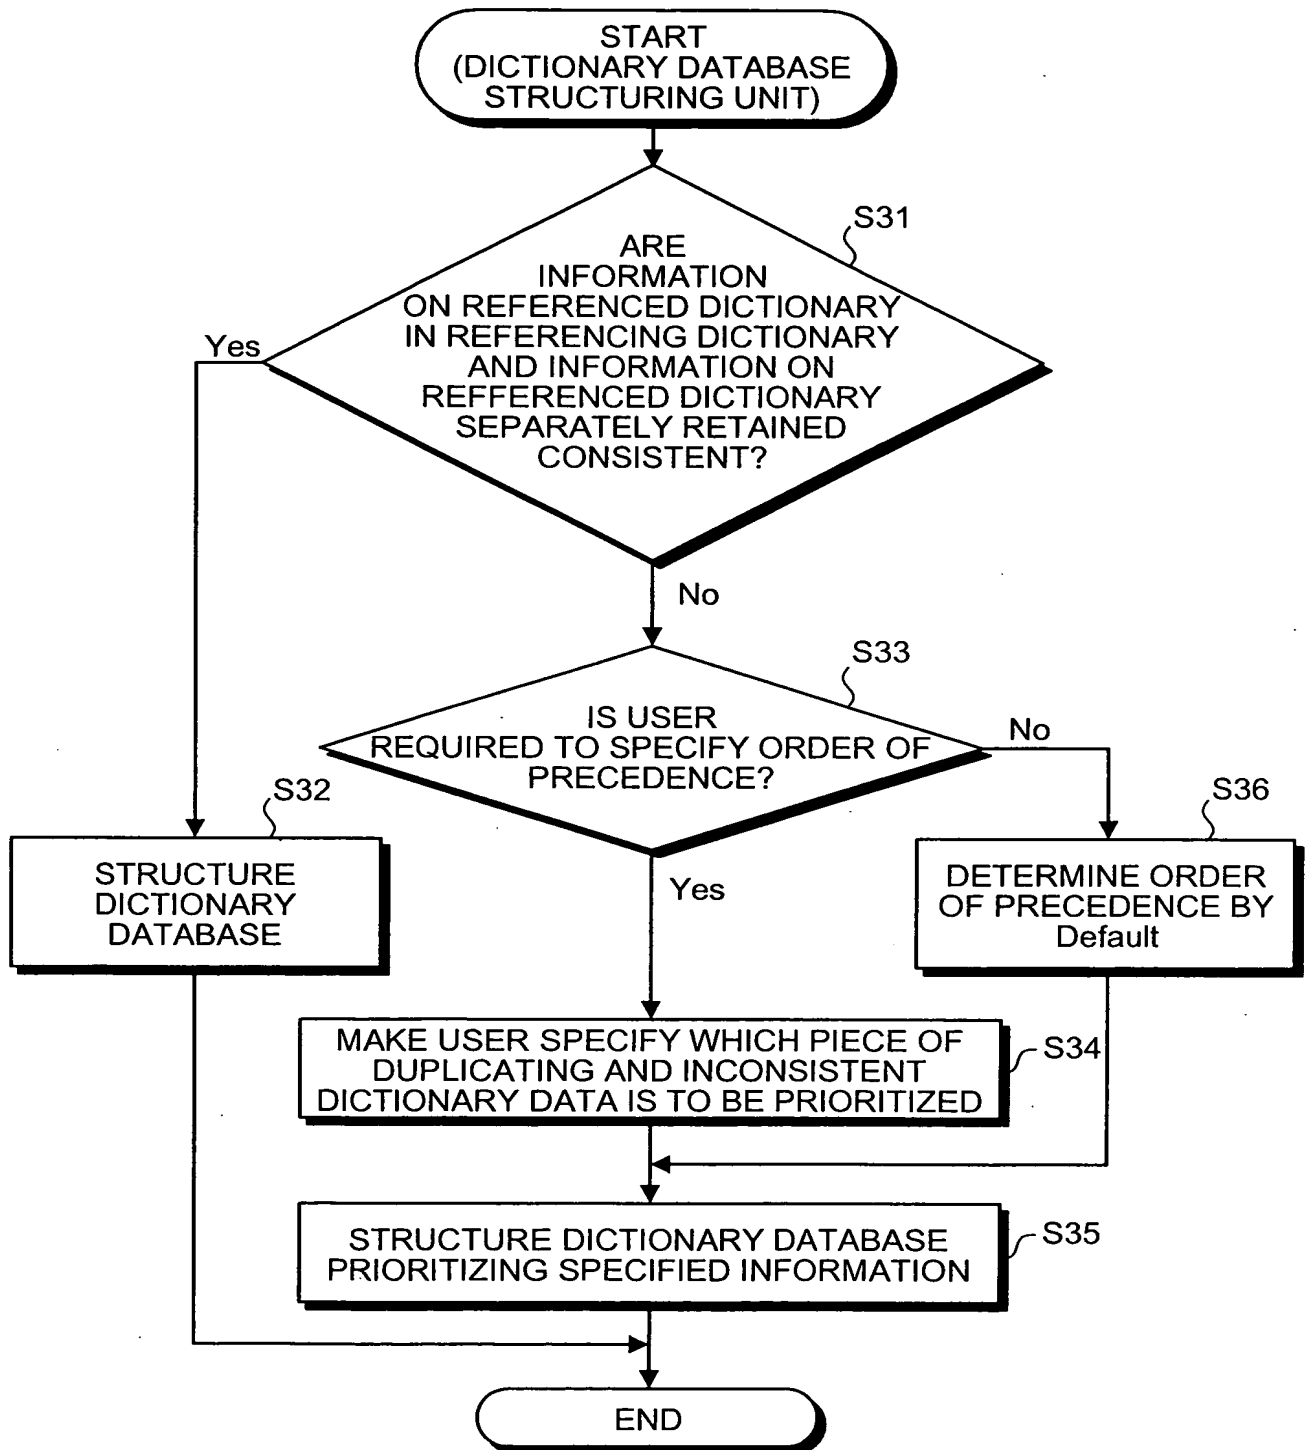 START
(DICTIONARY DATABASE
STRUCTURING UNIT)
S31
ARE
INFORMATION
ON REFERENCED DICTIONARY
IN REFERENCING DICTIONARY
AND INFORMATION ON
REFFERENCED DICTIONARY
SEPARATELY RETAINED
CONSISTENT?
Yes
No
S33
IS USER
REQUIRED TO SPECIFY ORDER OF
PRECEDENCE?
No
Yes
S32
STRUCTURE
DICTIONARY
DATABASE
S36
DETERMINE ORDER
OF PRECEDENCE BY
Default
MAKE USER SPECIFY WHICH PIECE OF
DUPLICATING AND INCONSISTENT
DICTIONARY DATA IS TO BE PRIORITIZED
S34
STRUCTURE DICTIONARY DATABASE
PRIORITIZING SPECIFIED INFORMATION
S35
END